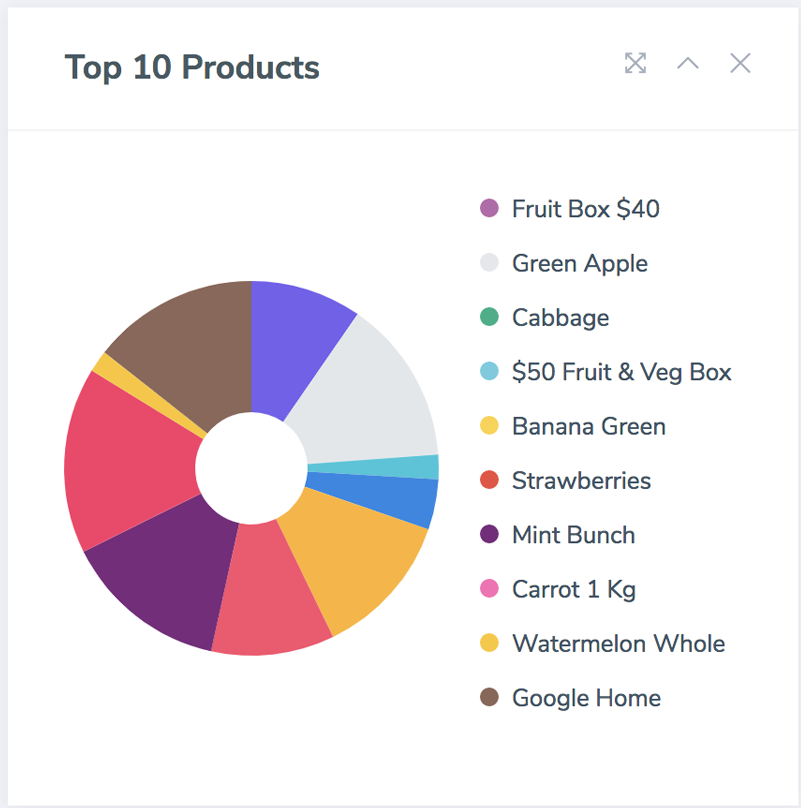 Top 10 Products
Fruit Box $40
Green Apple
Cabbage
$50 Fruit & Veg Box
Banana Green
Strawberries
Mint Bunch
Carrot 1 Kg
Watermelon Whole
Google Home